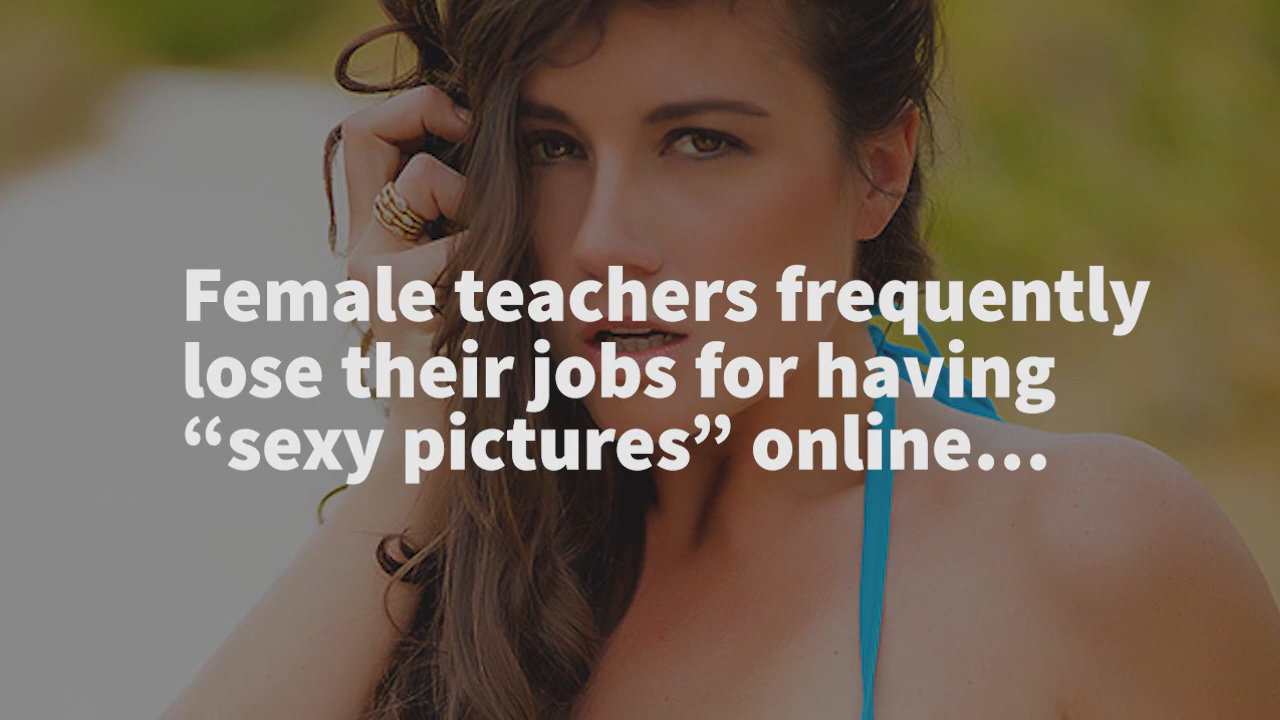 Female teachers frequently
lose their jobs for having
“sexy pictures” online...